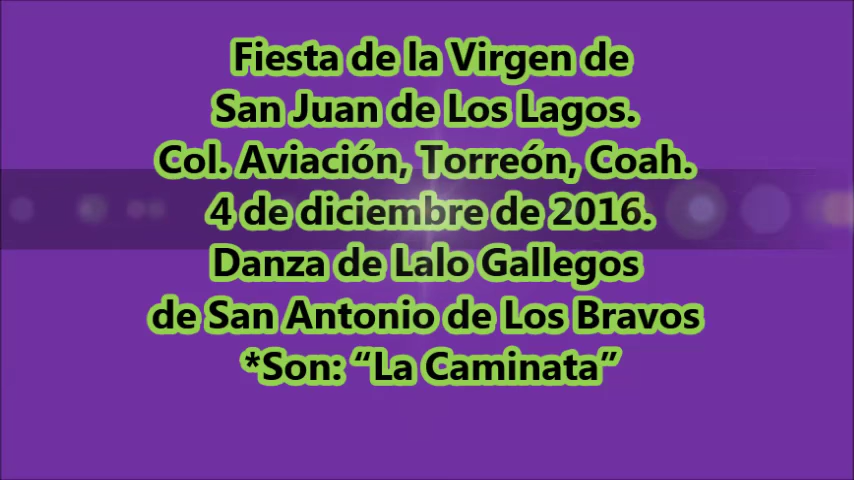 Fiesta de la Virgen de
San Juan de Los Lagos.
Col. Aviación, Torreón, Coah.
4 de diciembre de 2016.
Danza de Lalo Gallegos
de San Antonio de Los Bravos
*Son: “La Caminata”